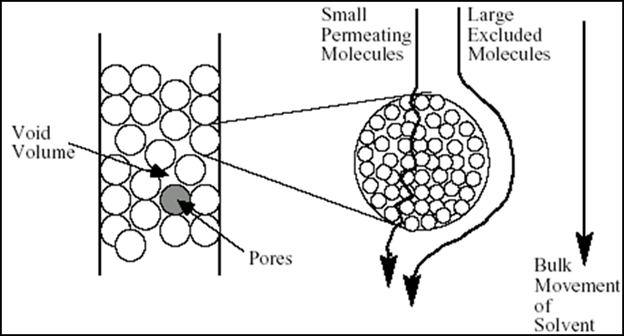 Small
Permeating
Molecules
Large
Excluded
Molecules
Void
Volume
Pores
Bulk
Movement
of
Solvent